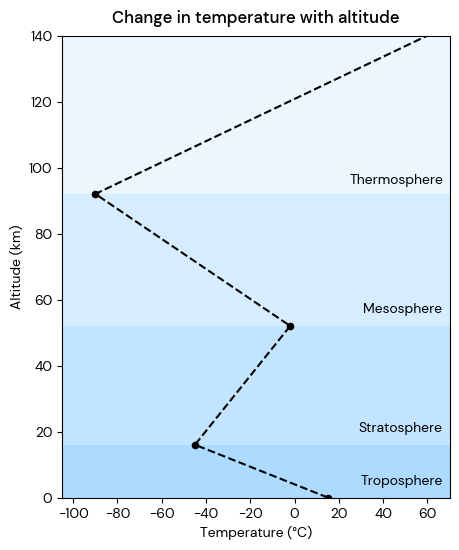 Change in temperature with altitude
140
120
100
80
60
40
20
0
Altitude (km)
Thermosphere
Mesosphere
Stratosphere
Troposphere
-100 -80 -60 -40 -20 0 20 40 60
Temperature (°C)